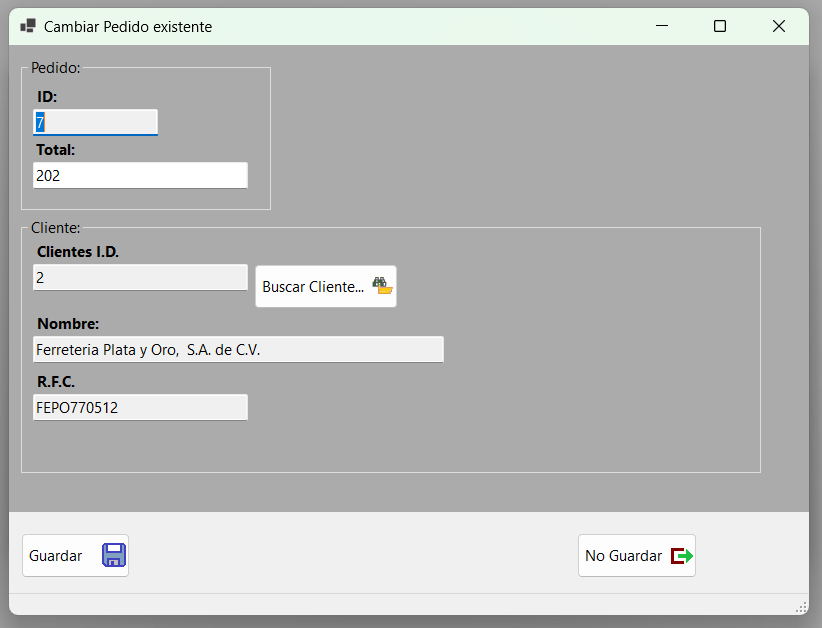 Cambiar Pedido existente
Pedido:
ID:
7
Total:
202
Cliente:
Clientes I.D.
2
Buscar Cliente...
Nombre:
Ferreteria Plata y Oro,  S.A. de C.V.
R.F.C.
FEPO770512
Guardar
No Guardar